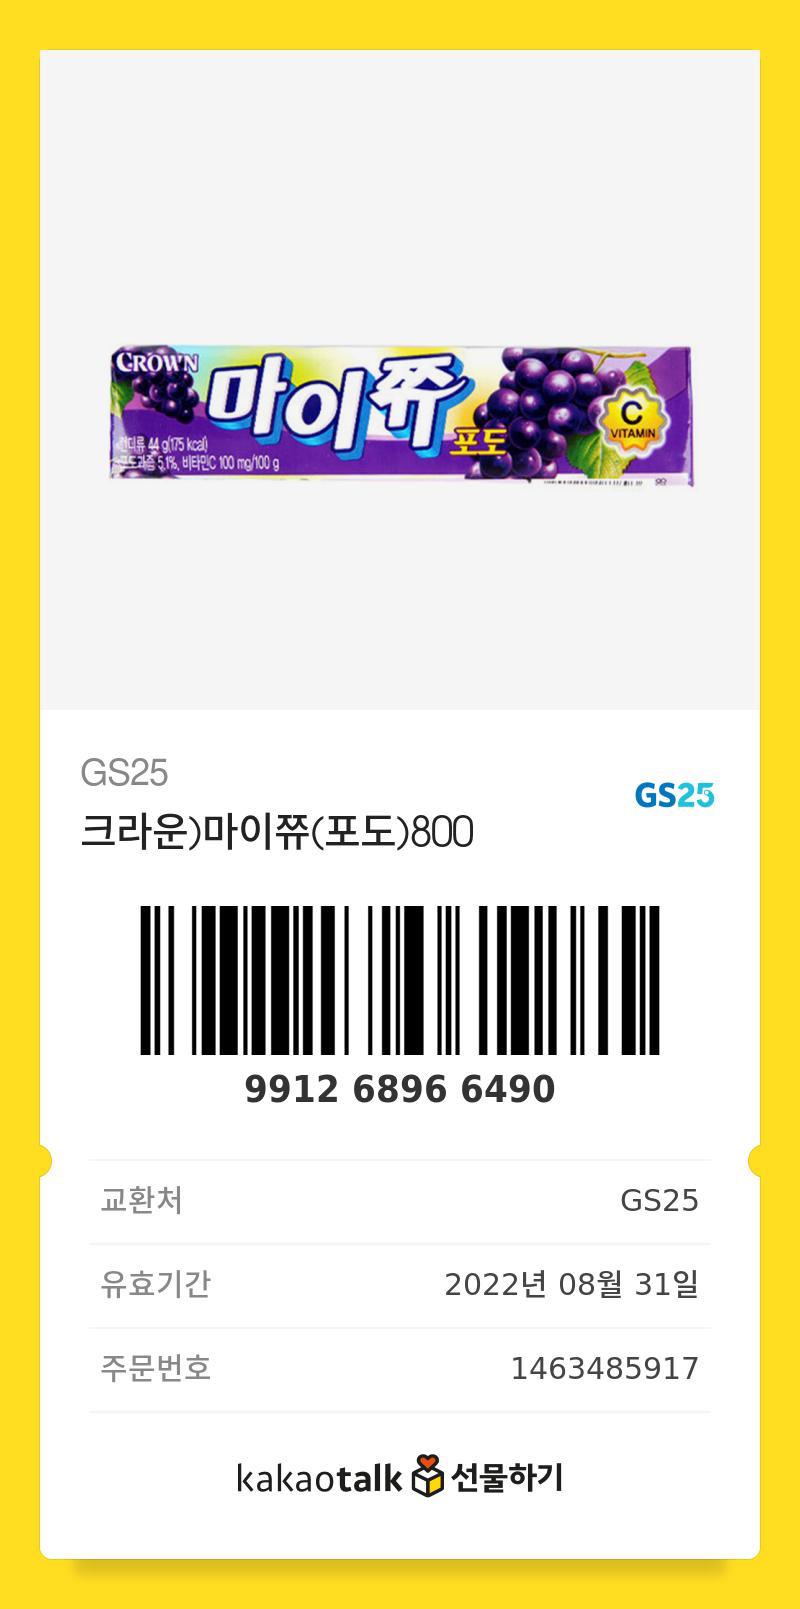 CROWN
마이쮸
포도
C
VITAMIN
캔디류 44 g(175 kcal)
포도과즙 5.1%, 비타민C 100 mg/100 g
GS25
GS25
크라운)마이쮸(포도)800
9912 6896 6490
교환처 GS25
유효기간 2022년 08월 31일
주문번호 1463485917
kakaotalk 선물하기